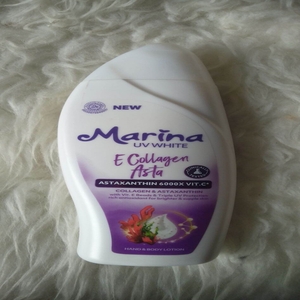 NEW
Marina
UV WHITE
E Collagen
Asta
ASTAXANTHIN 6000X VIT.C*
COLLAGEN & ASTAXANTHIN
HAND & BODY LOTION